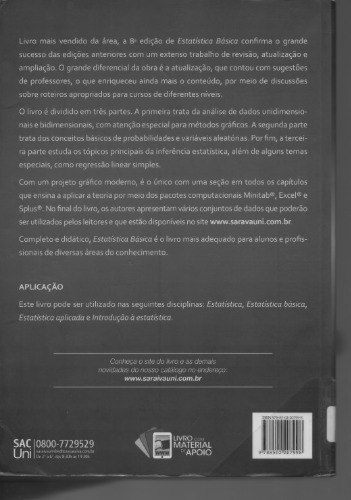 Livro mais vendido da área, a 8ª edição de Estatística Básica confirma o grande
sucesso das edições anteriores com um extenso trabalho de revisão, atualização e
ampliação. O grande diferencial da obra é a atualização, que contou com sugestões
de professores, o que enriqueceu ainda mais o conteúdo, por meio de discussões
sobre roteiros apropriados para cursos de diferentes níveis.
O livro é dividido em três partes. A primeira trata da análise de dados unidimensio-
nais e bidimensionais, com atenção especial para métodos gráficos. A segunda parte
trata dos conceitos básicos de probabilidades e variáveis aleatórias. Por fim, a tercei-
ra parte estuda os tópicos principais da inferência estatística, além de alguns temas
especiais, como regressão linear simples.
Com um projeto gráfico moderno, é o único com uma seção em todos os capítulos
que ensina a aplicar a teoria por meio dos pacotes computacionais Minitab®, Excel® e
Splus®. No final do livro, os autores apresentam vários conjuntos de dados que poderão
ser utilizados pelos leitores e que estão disponíveis no site www.saraivauni.com.br.
Completo e didático, Estatística Básica é o livro mais adequado para alunos e profis-
sionais de diversas áreas do conhecimento.
APLICAÇÃO
Este livro pode ser utilizado nas seguintes disciplinas: Estatística, Estatística básica,
Estatística aplicada e Introdução à estatística.
Conheça o site do livro e as demais
novidades do nosso catálogo no endereço:
www.saraivauni.com.br
SAC
Uni
0800-7729529
LIVRO COM
MATERIAL
DE APOIO